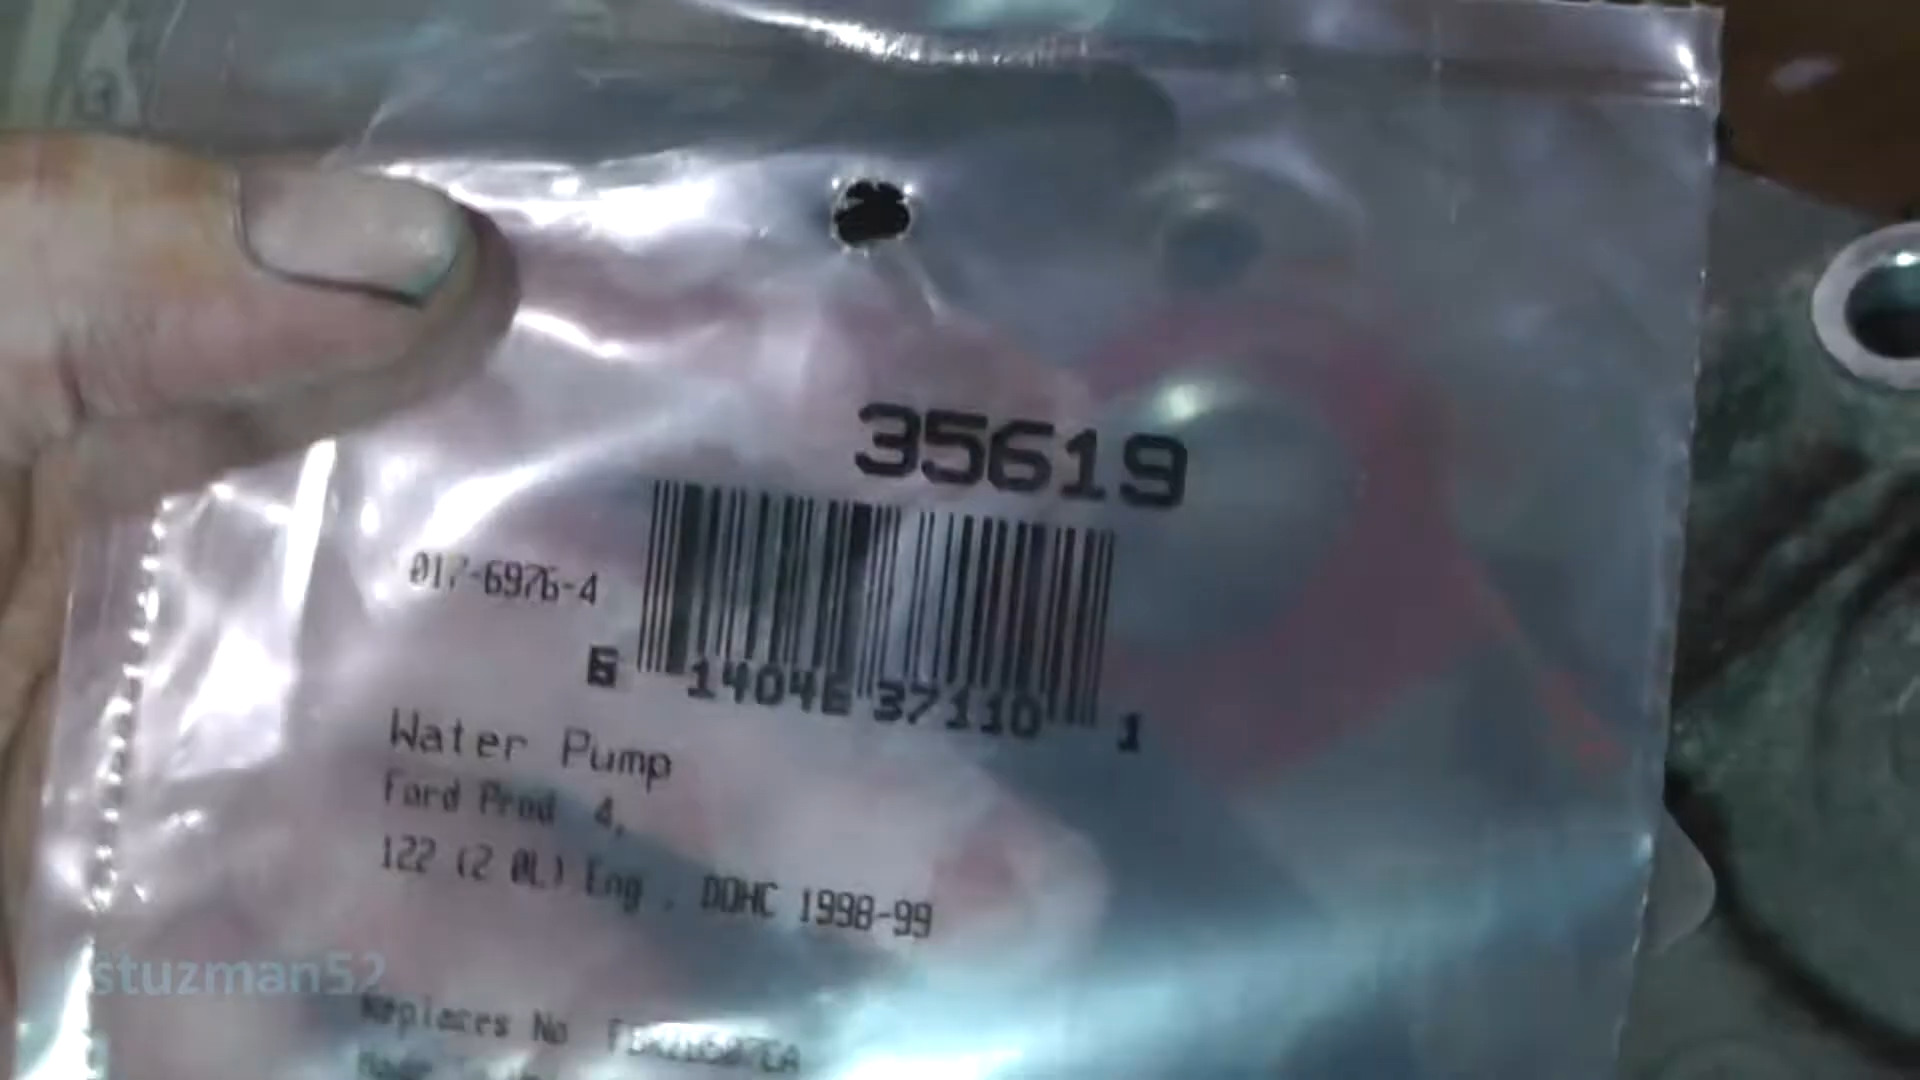 35619
017-6976-4
6 14046 37110 1
Water Pump
Ford Prod 4,
122 (2 0L) Eng , DOHC 1998-99
stuzman52
Replaces No